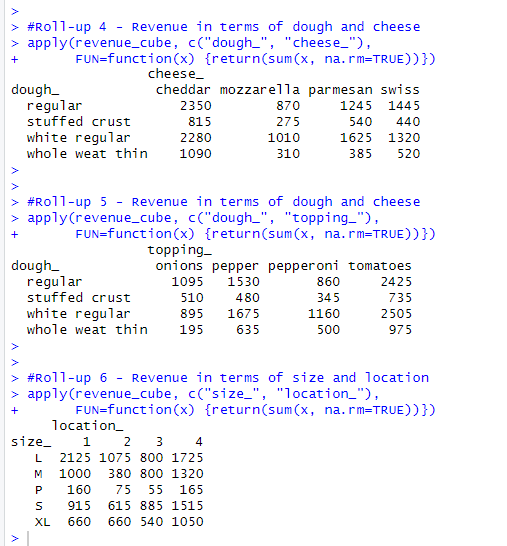 >
> #Roll-up 4 - Revenue in terms of dough and cheese
> apply(revenue_cube, c("dough_", "cheese_"),
+       FUN=function(x) {return(sum(x, na.rm=TRUE))})
                  cheese_
dough_             cheddar mozzarella parmesan swiss
  regular             2350        870     1245  1445
  stuffed crust        815        275      540   440
  white regular       2280       1010     1625  1320
  whole weat thin     1090        310      385   520
>
>
> #Roll-up 5 - Revenue in terms of dough and cheese
> apply(revenue_cube, c("dough_", "topping_"),
+       FUN=function(x) {return(sum(x, na.rm=TRUE))})
                  topping_
dough_             onions pepper pepperoni tomatoes
  regular            1095   1530       860     2425
  stuffed crust       510    480       345      735
  white regular       895   1675      1160     2505
  whole weat thin     195    635       500      975
>
>
> #Roll-up 6 - Revenue in terms of size and location
> apply(revenue_cube, c("size_", "location_"),
+       FUN=function(x) {return(sum(x, na.rm=TRUE))})
     location_
size_    1    2   3    4
   L  2125 1075 800 1725
   M  1000  380 800 1320
   P   160   75  55  165
   S   915  615 885 1515
   XL  660  660 540 1050
>